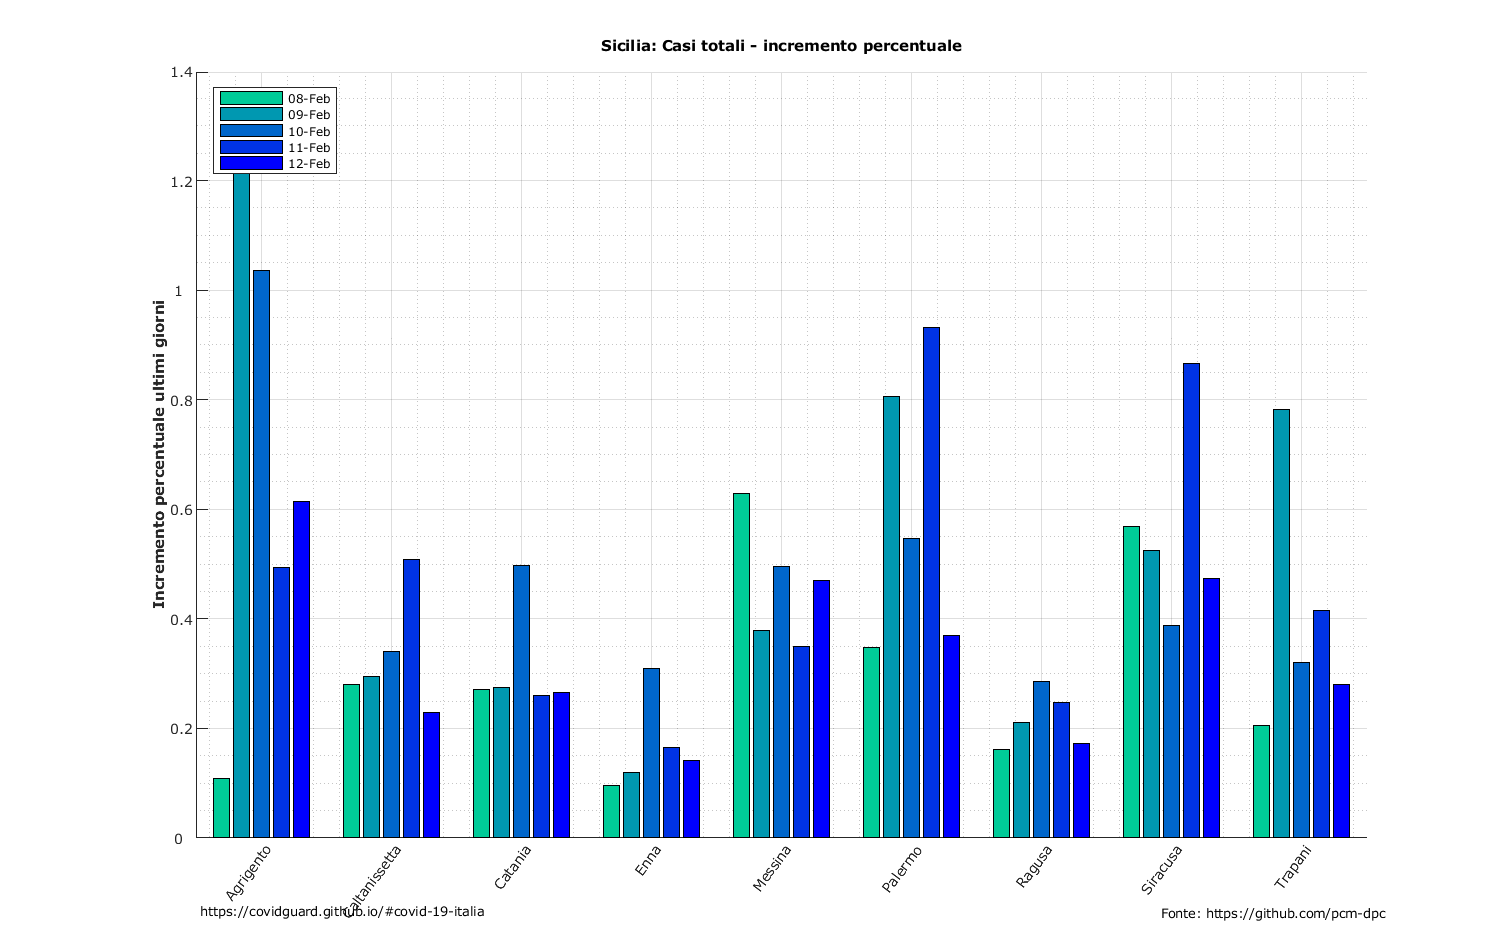 Sicilia: Casi totali - incremento percentuale
Incremento percentuale ultimi giorni
1.4
1.2
1
0.8
0.6
0.4
0.2
0
08-Feb
09-Feb
10-Feb
11-Feb
12-Feb
Agrigento
Caltanissetta
Catania
Enna
Messina
Palermo
Ragusa
Siracusa
Trapani
https://covidguard.github.io/#covid-19-italia
Fonte: https://github.com/pcm-dpc